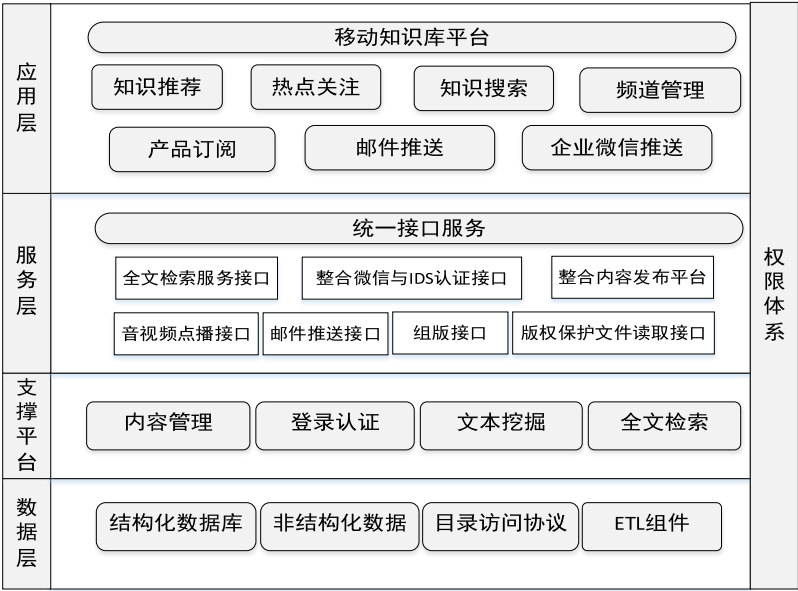 应用层
移动知识库平台
知识推荐 热点关注 知识搜索 频道管理
产品订阅 邮件推送 企业微信推送
服务层
统一接口服务
全文检索服务接口 整合微信与IDS认证接口 整合内容发布平台
音视频点播接口 邮件推送接口 组版接口 版权保护文件读取接口
支撑平台
内容管理 登录认证 文本挖掘 全文检索
数据层
结构化数据库 非结构化数据 目录访问协议 ETL组件
权限体系